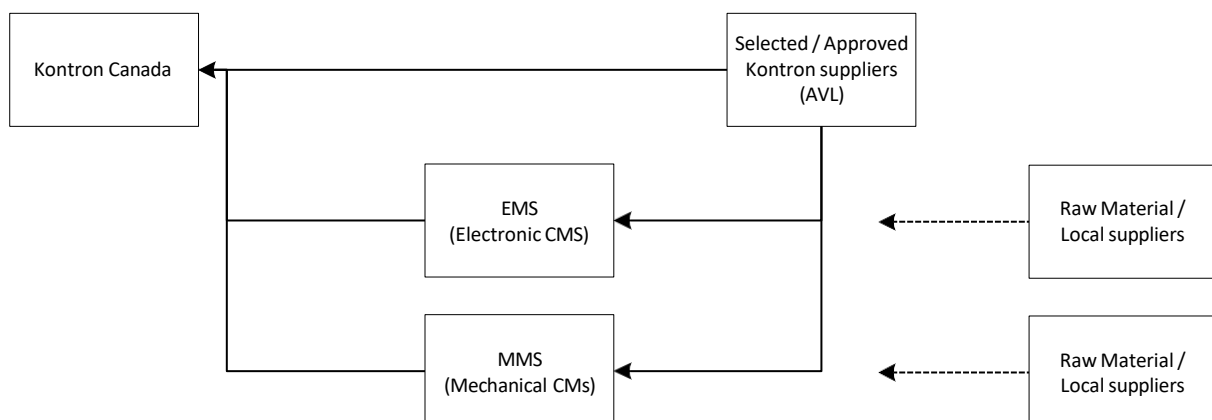 Kontron Canada
Selected / Approved
Kontron suppliers
(AVL)
EMS
(Electronic CMS)
Raw Material /
Local suppliers
MMS
(Mechanical CMs)
Raw Material /
Local suppliers